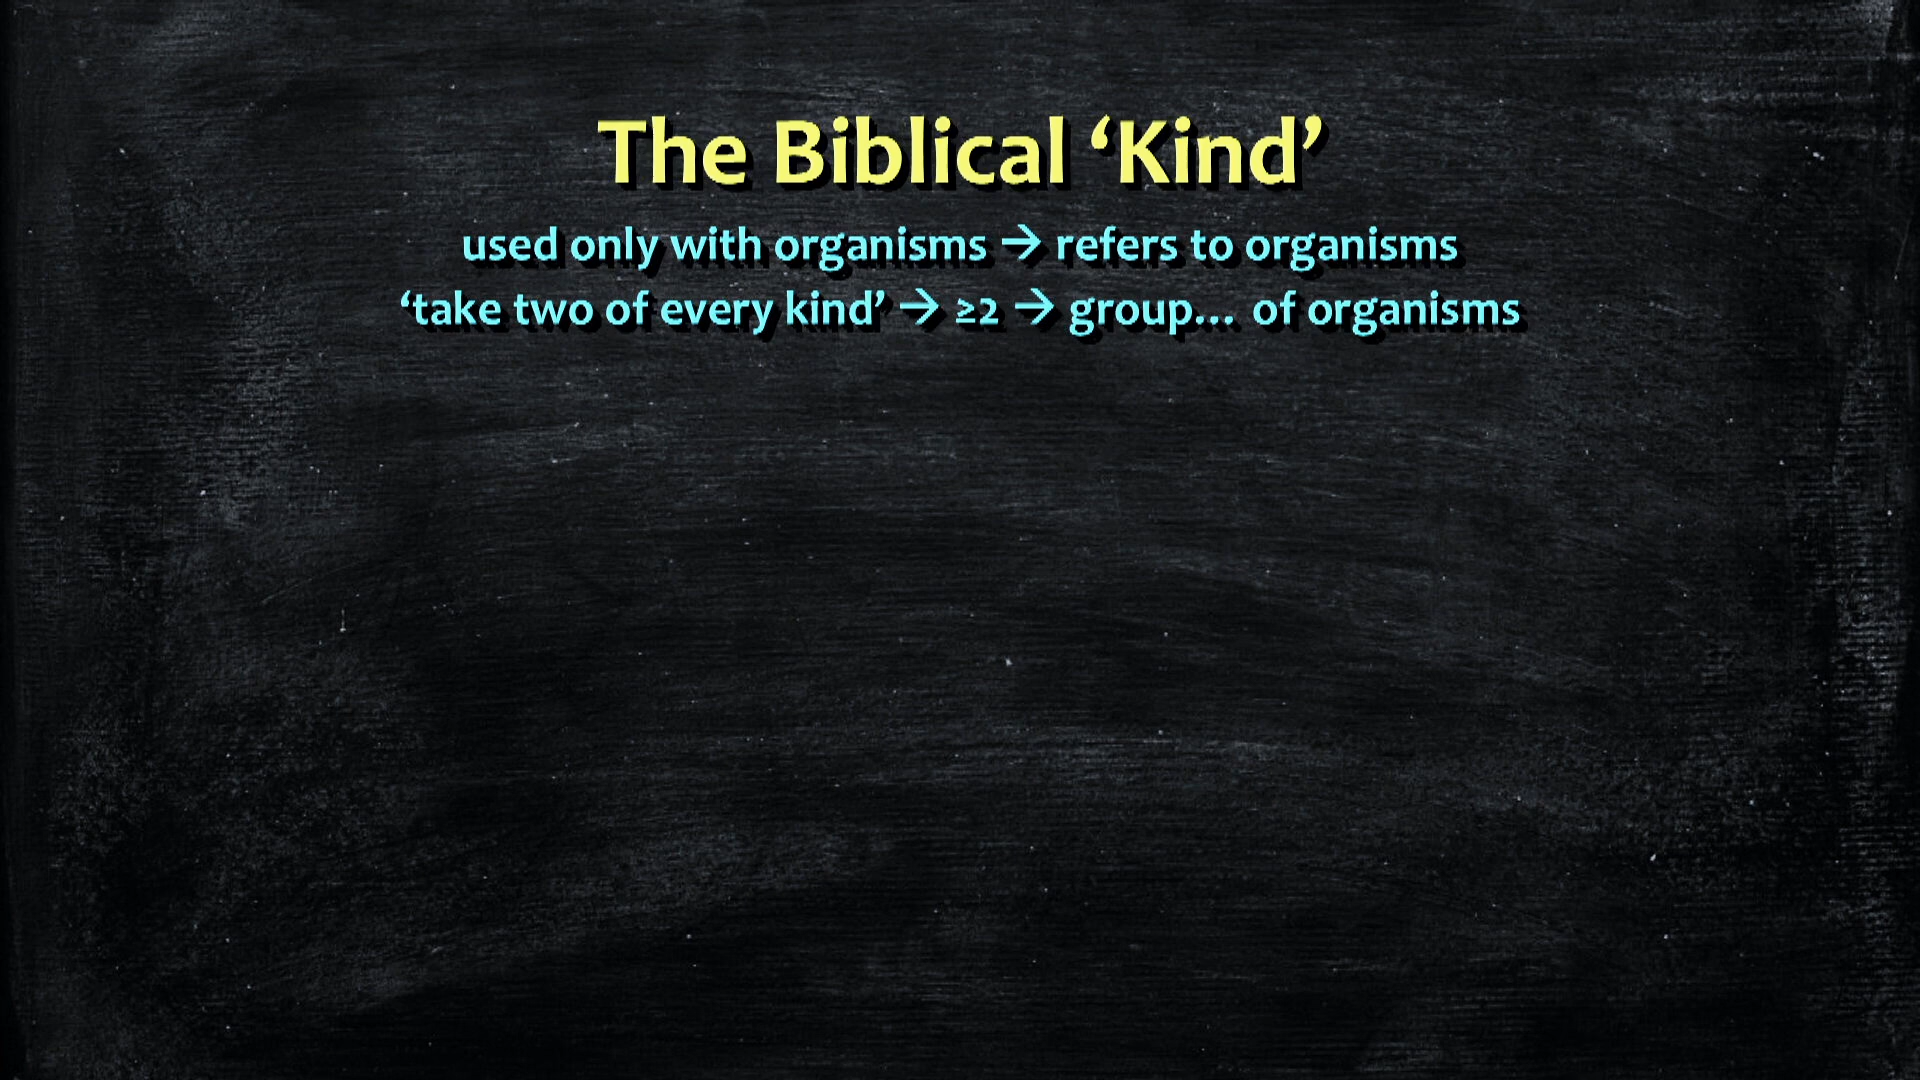 The Biblical ‘Kind’
used only with organisms → refers to organisms
‘take two of every kind’ → ≥2 → group... of organisms